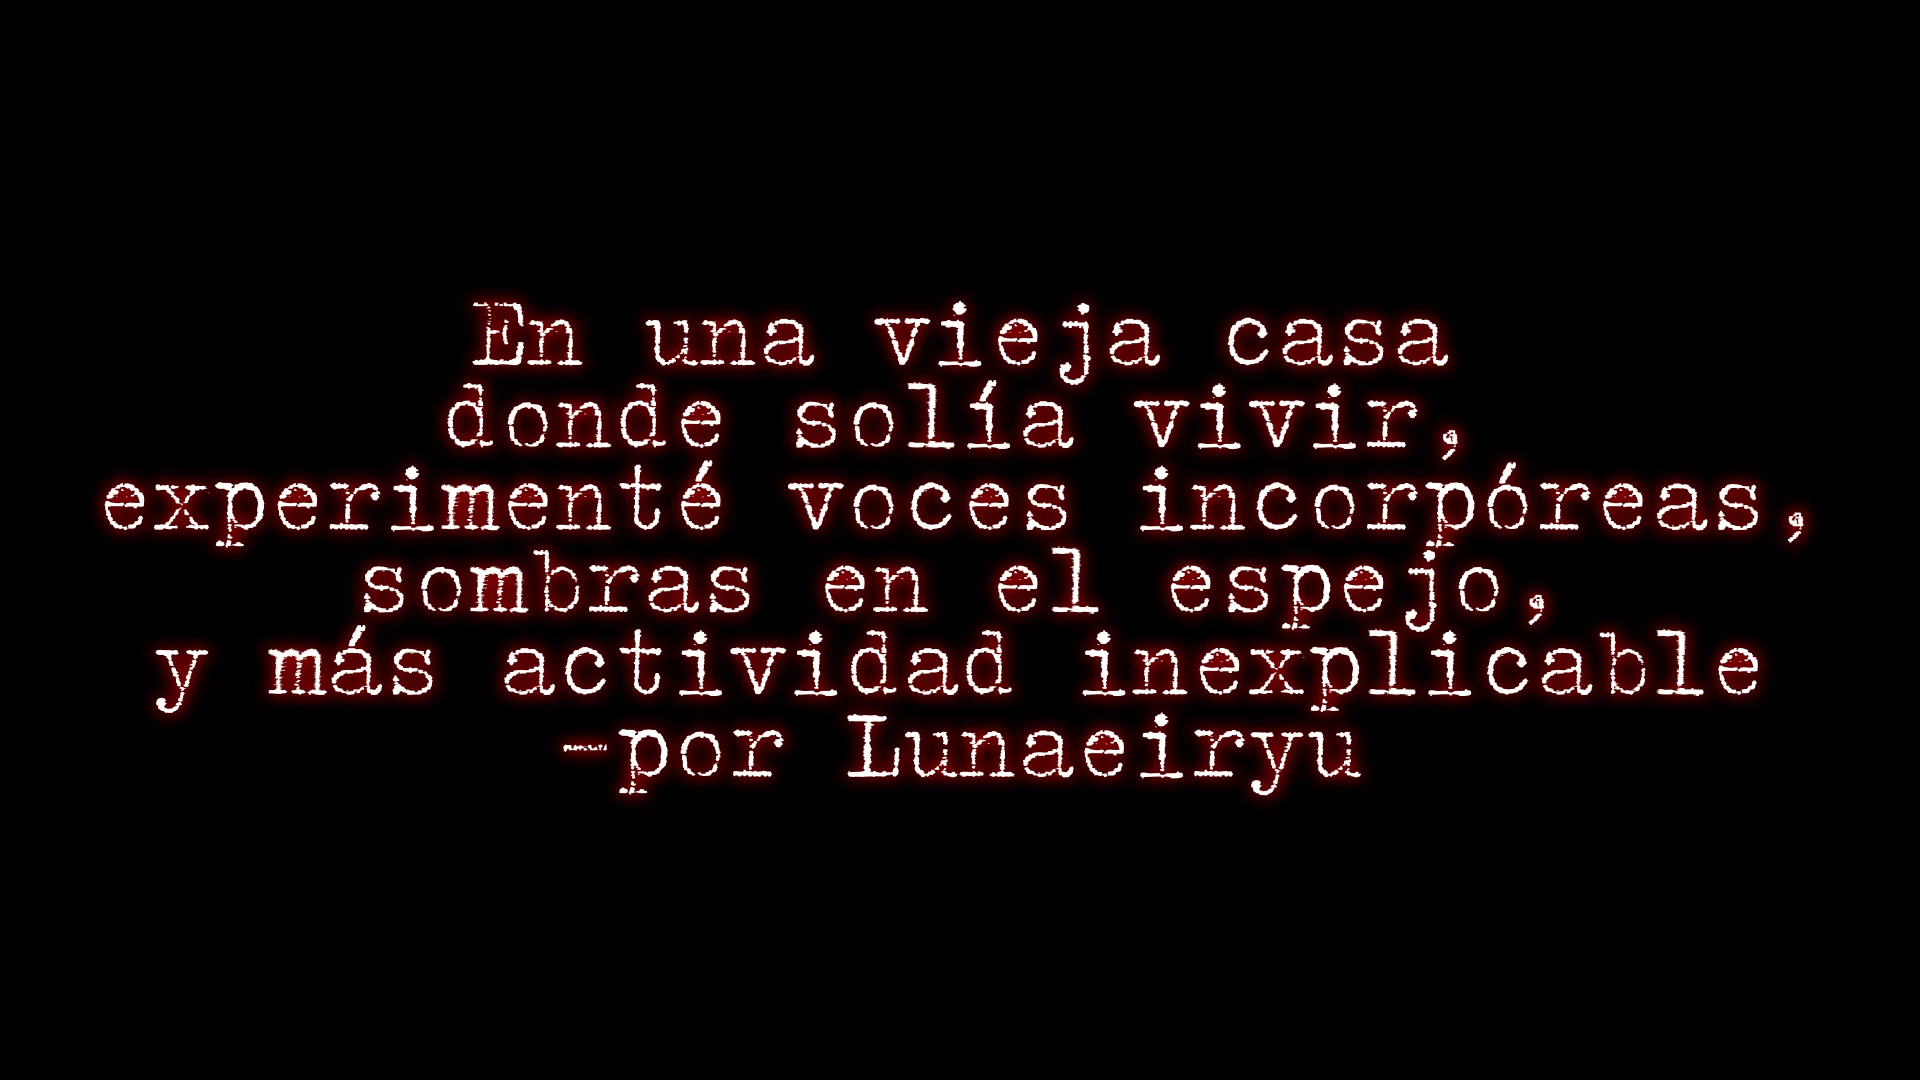 En una vieja casa
donde solía vivir,
experimenté voces incorpóreas,
sombras en el espejo,
y más actividad inexplicable
-por Lunaeiryu